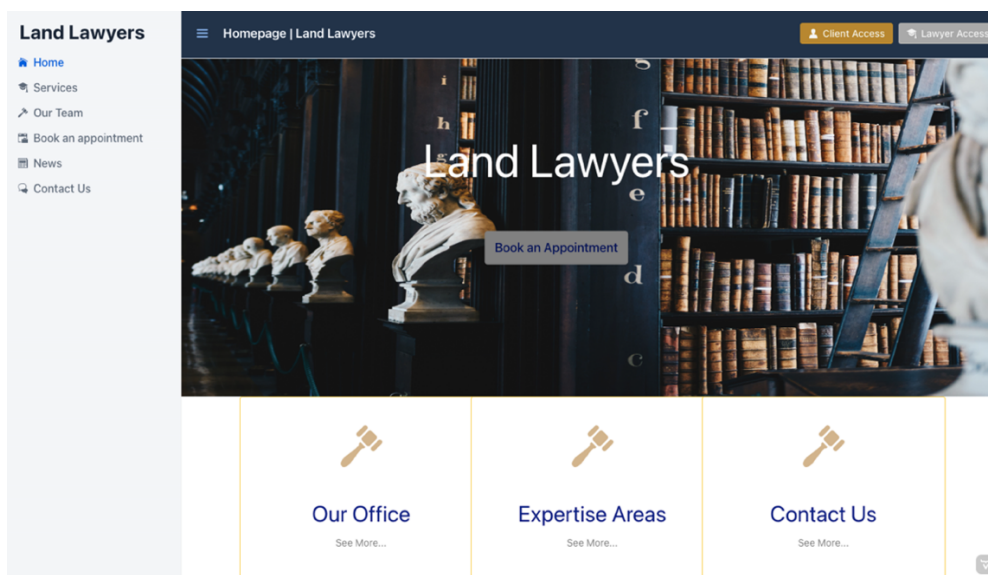 Land Lawyers
Home
Services
Our Team
Book an appointment
News
Contact Us
Homepage | Land Lawyers
Client Access
Lawyer Access
i
h
g
f
e
d
c
Land Lawyers
Book an Appointment
Our Office
See More...
Expertise Areas
See More...
Contact Us
See More...